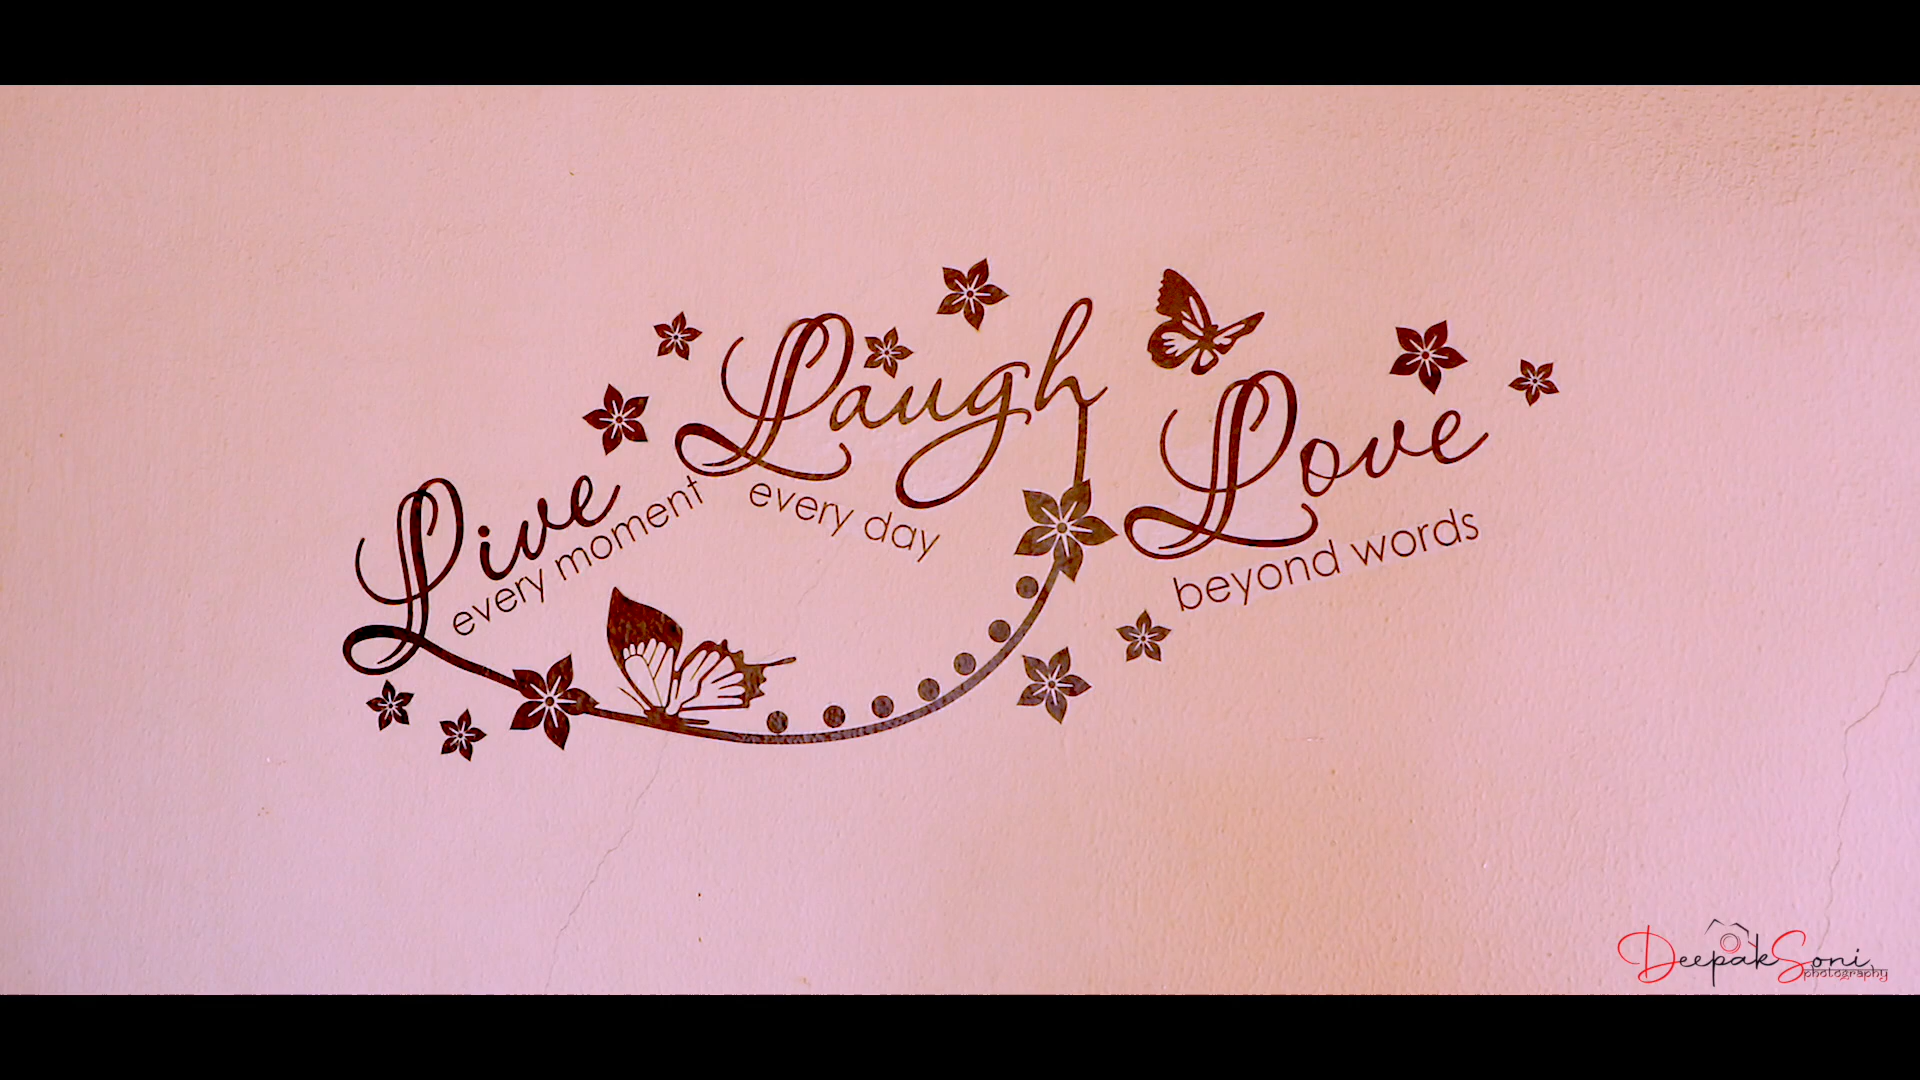 Live
every moment
Laugh
every day
Love
beyond words
Deepak Soni
photography